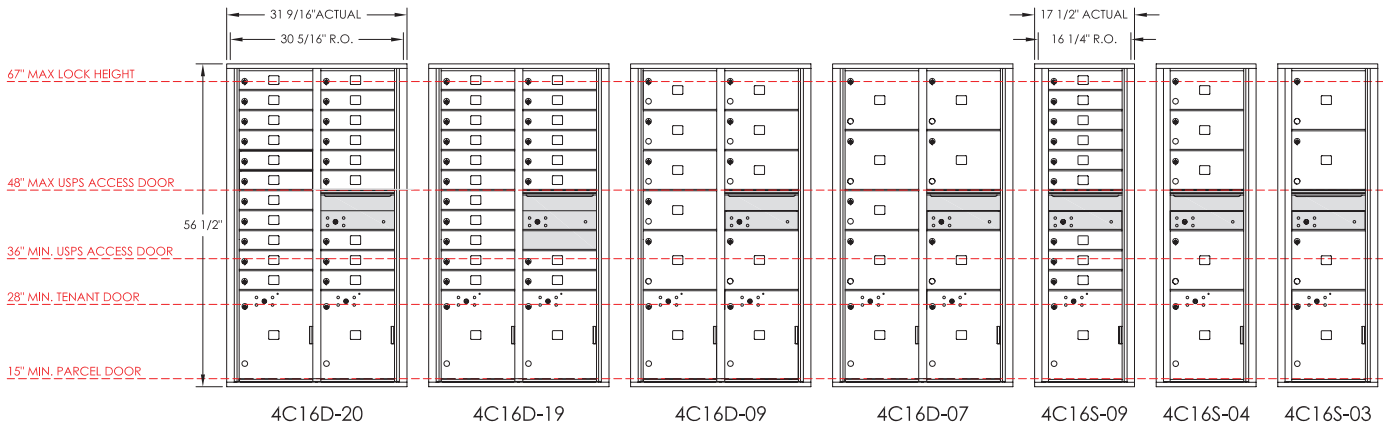 31 9/16" ACTUAL
17 1/2" ACTUAL
30 5/16" R.O.
16 1/4" R.O.
67" MAX LOCK HEIGHT
48" MAX USPS ACCESS DOOR
56 1/2"
36" MIN. USPS ACCESS DOOR
28" MIN. TENANT DOOR
15" MIN. PARCEL DOOR
4C16D-20
4C16D-19
4C16D-09
4C16D-07
4C16S-09
4C16S-04
4C16S-03